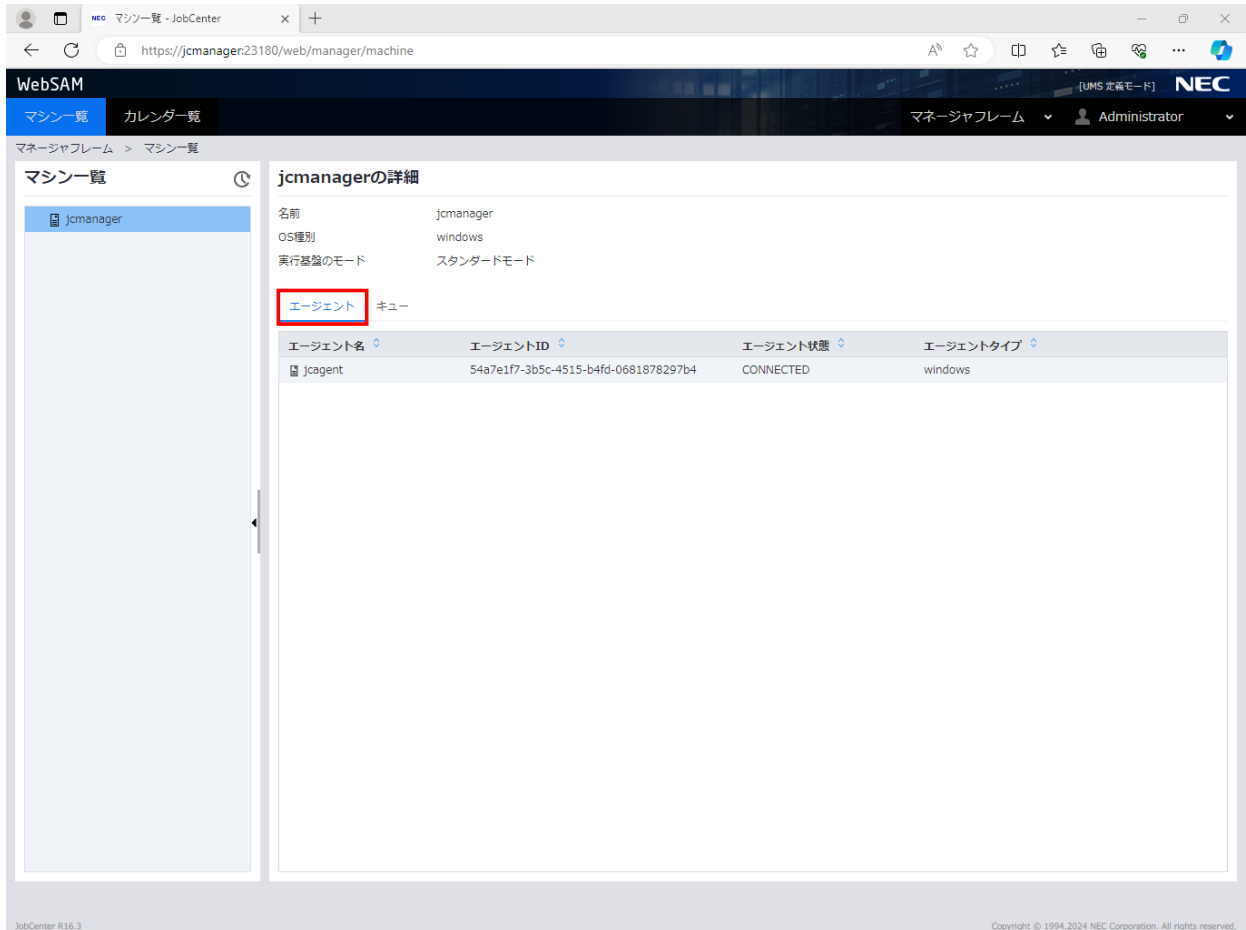 NEC マシン一覧 - JobCenter
https://jcmanager:23180/web/manager/machine
WebSAM
[UMS 定義モード] NEC
マシン一覧 カレンダ一覧 マネージャフレーム Administrator
マネージャフレーム > マシン一覧
マシン一覧
jcmanager
jcmanagerの詳細
名前 jcmanager
OS種別 windows
実行基盤のモード スタンダードモード
エージェント キュー
エージェント名 エージェントID エージェント状態 エージェントタイプ
jcagent 54a7e1f7-3b5c-4515-b4fd-0681878297b4 CONNECTED windows
JobCenter R16.3 Copyright © 1994,2024 NEC Corporation. All rights reserved.